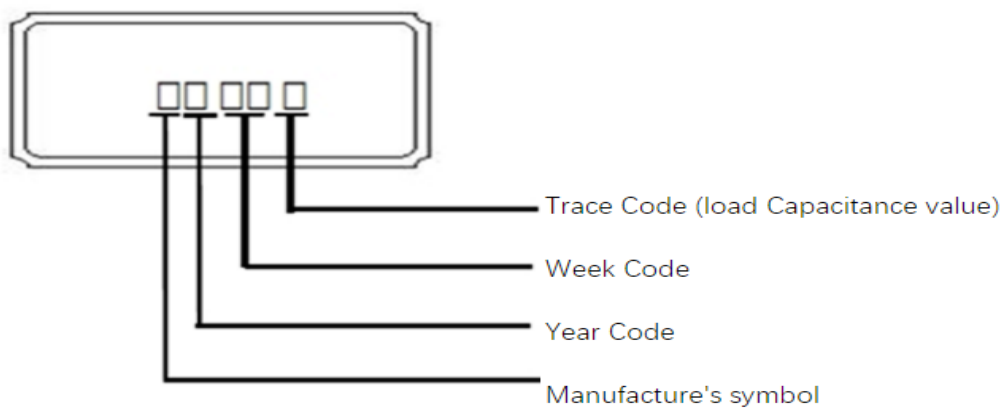 □□ □□ □
Trace Code (load Capacitance value)
Week Code
Year Code
Manufacture's symbol